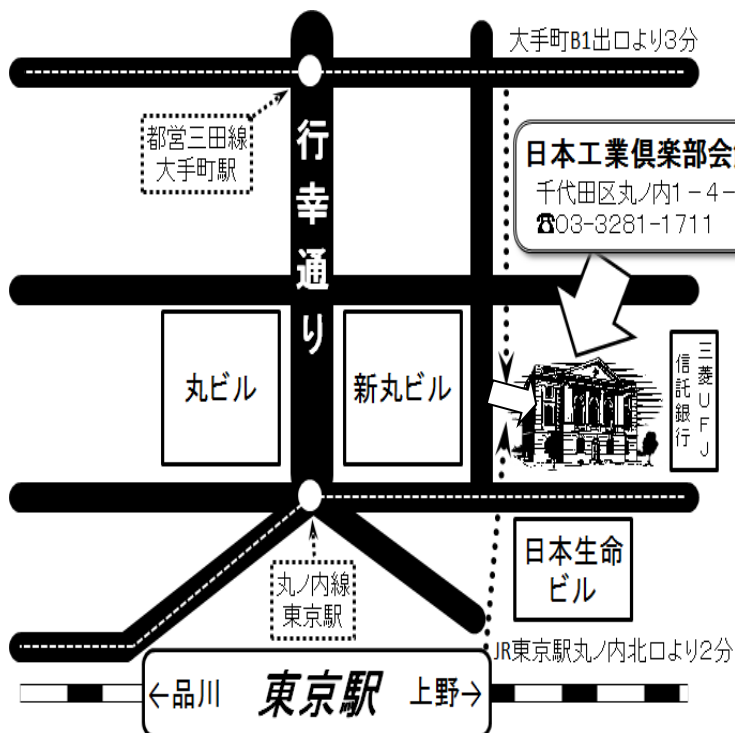 大手町B1出口より3分
都営三田線
大手町駅
行幸通り
日本工業倶楽部会
千代田区丸ノ内1-4-
☎03-3281-1711
丸ビル
新丸ビル
三菱UFJ
信託銀行
日本生命
ビル
丸ノ内線
東京駅
JR東京駅丸ノ内北口より2分
←品川 東京駅 上野→